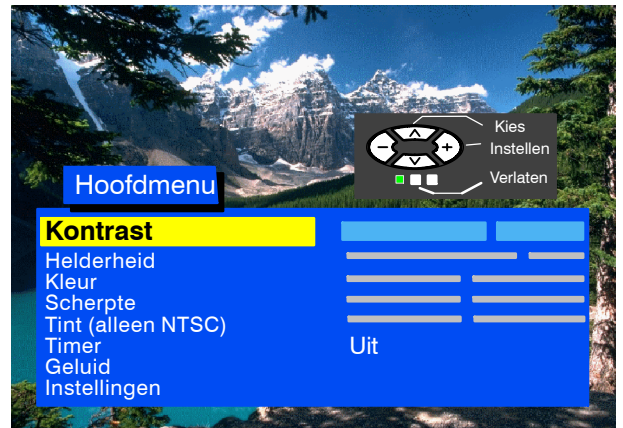 Kies
Instellen
Verlaten
Hoofdmenu
Kontrast
Helderheid
Kleur
Scherpte
Tint (alleen NTSC)
Timer Uit
Geluid
Instellingen